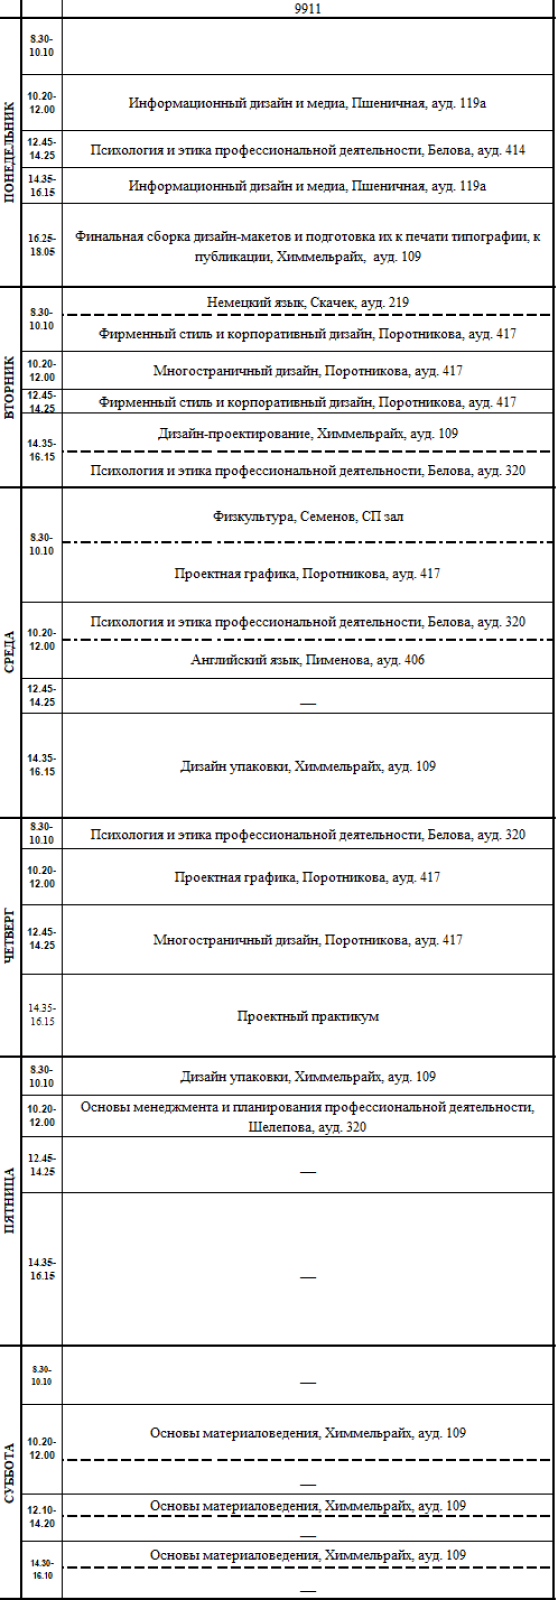 9911
ПОНЕДЕЛЬНИК
8.30-
10.10
10.20-
12.00
Информационный дизайн и медиа, Пшеничная, ауд. 119а
12.45-
14.25
Психология и этика профессиональной деятельности, Белова, ауд. 414
14.35-
16.15
Информационный дизайн и медиа, Пшеничная, ауд. 119а
16.25-
18.05
Финальная сборка дизайн-макетов и подготовка их к печати типографии, к
публикации, Химмельрайх, ауд. 109
ВТОРНИК
8.30-
10.10
Немецкий язык, Скачек, ауд. 219
Фирменный стиль и корпоративный дизайн, Поротникова, ауд. 417
10.20-
12.00
Многостраничный дизайн, Поротникова, ауд. 417
12.45-
14.25
Фирменный стиль и корпоративный дизайн, Поротникова, ауд. 417
14.35-
16.15
Дизайн-проектирование, Химмельрайх, ауд. 109
Психология и этика профессиональной деятельности, Белова, ауд. 320
СРЕДА
8.30-
10.10
Физкультура, Семенов, СП зал
Проектная графика, Поротникова, ауд. 417
10.20-
12.00
Психология и этика профессиональной деятельности, Белова, ауд. 320
Английский язык, Пименова, ауд. 406
12.45-
14.25
—
14.35-
16.15
Дизайн упаковки, Химмельрайх, ауд. 109
ЧЕТВЕРГ
8.30-
10.10
Психология и этика профессиональной деятельности, Белова, ауд. 320
10.20-
12.00
Проектная графика, Поротникова, ауд. 417
12.45-
14.25
Многостраничный дизайн, Поротникова, ауд. 417
14.35-
16.15
Проектный практикум
ПЯТНИЦА
8.30-
10.10
Дизайн упаковки, Химмельрайх, ауд. 109
10.20-
12.00
Основы менеджмента и планирования профессиональной деятельности,
Шелепова, ауд. 320
12.45-
14.25
—
14.35-
16.15
—
СУББОТА
8.30-
10.10
—
10.20-
12.00
Основы материаловедения, Химмельрайх, ауд. 109
—
12.10-
14.20
Основы материаловедения, Химмельрайх, ауд. 109
—
14.30-
16.10
Основы материаловедения, Химмельрайх, ауд. 109
—